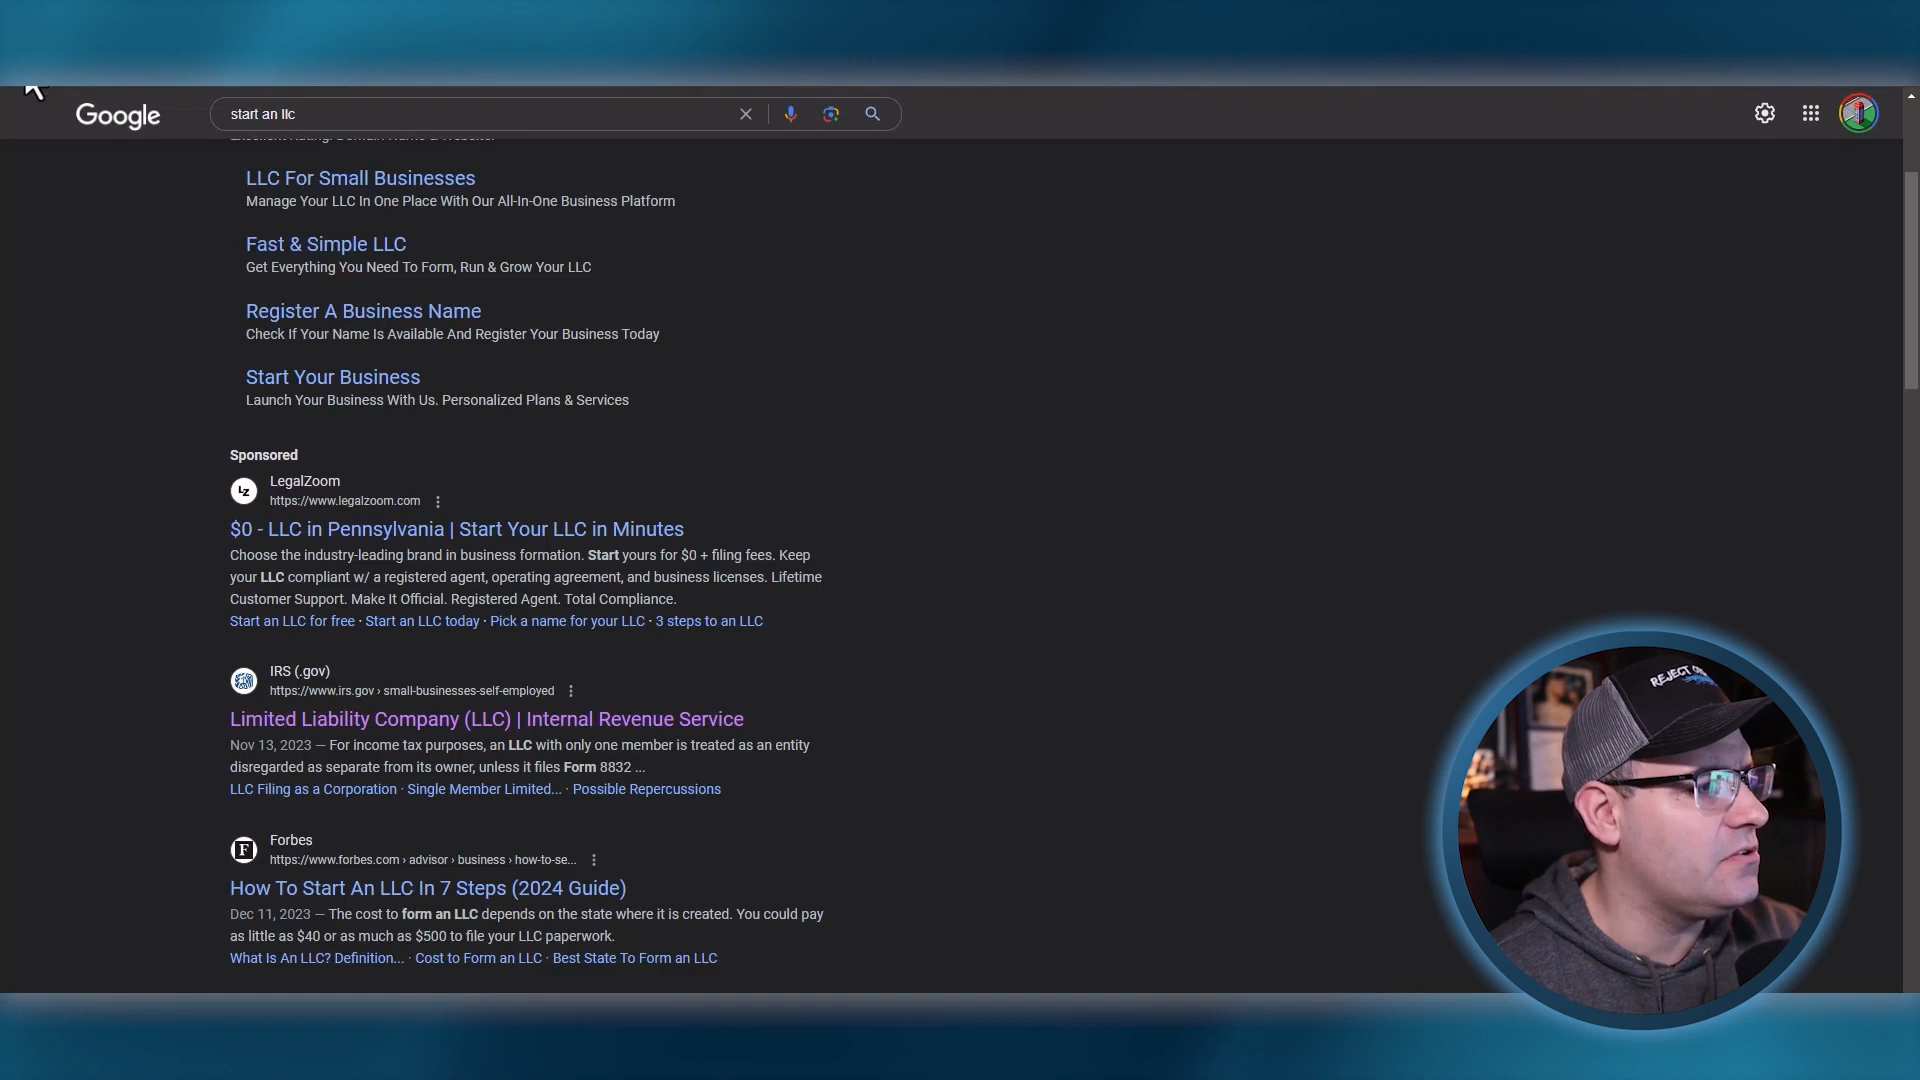 Google
start an llc
LLC For Small Businesses
Manage Your LLC In One Place With Our All-In-One Business Platform
Fast & Simple LLC
Get Everything You Need To Form, Run & Grow Your LLC
Register A Business Name
Check If Your Name Is Available And Register Your Business Today
Start Your Business
Launch Your Business With Us. Personalized Plans & Services
Sponsored
LZ
LegalZoom
https://www.legalzoom.com
$0 - LLC in Pennsylvania | Start Your LLC in Minutes
Choose the industry-leading brand in business formation. Start yours for $0 + filing fees. Keep
your LLC compliant w/ a registered agent, operating agreement, and business licenses. Lifetime
Customer Support. Make It Official. Registered Agent. Total Compliance.
Start an LLC for free · Start an LLC today · Pick a name for your LLC · 3 steps to an LLC
IRS (.gov)
https://www.irs.gov › small-businesses-self-employed
Limited Liability Company (LLC) | Internal Revenue Service
Nov 13, 2023 — For income tax purposes, an LLC with only one member is treated as an entity
disregarded as separate from its owner, unless it files Form 8832 ...
LLC Filing as a Corporation · Single Member Limited... · Possible Repercussions
F
Forbes
https://www.forbes.com › advisor › business › how-to-se...
How To Start An LLC In 7 Steps (2024 Guide)
Dec 11, 2023 — The cost to form an LLC depends on the state where it is created. You could pay
as little as $40 or as much as $500 to file your LLC paperwork.
What Is An LLC? Definition... · Cost to Form an LLC · Best State To Form an LLC
REJECT